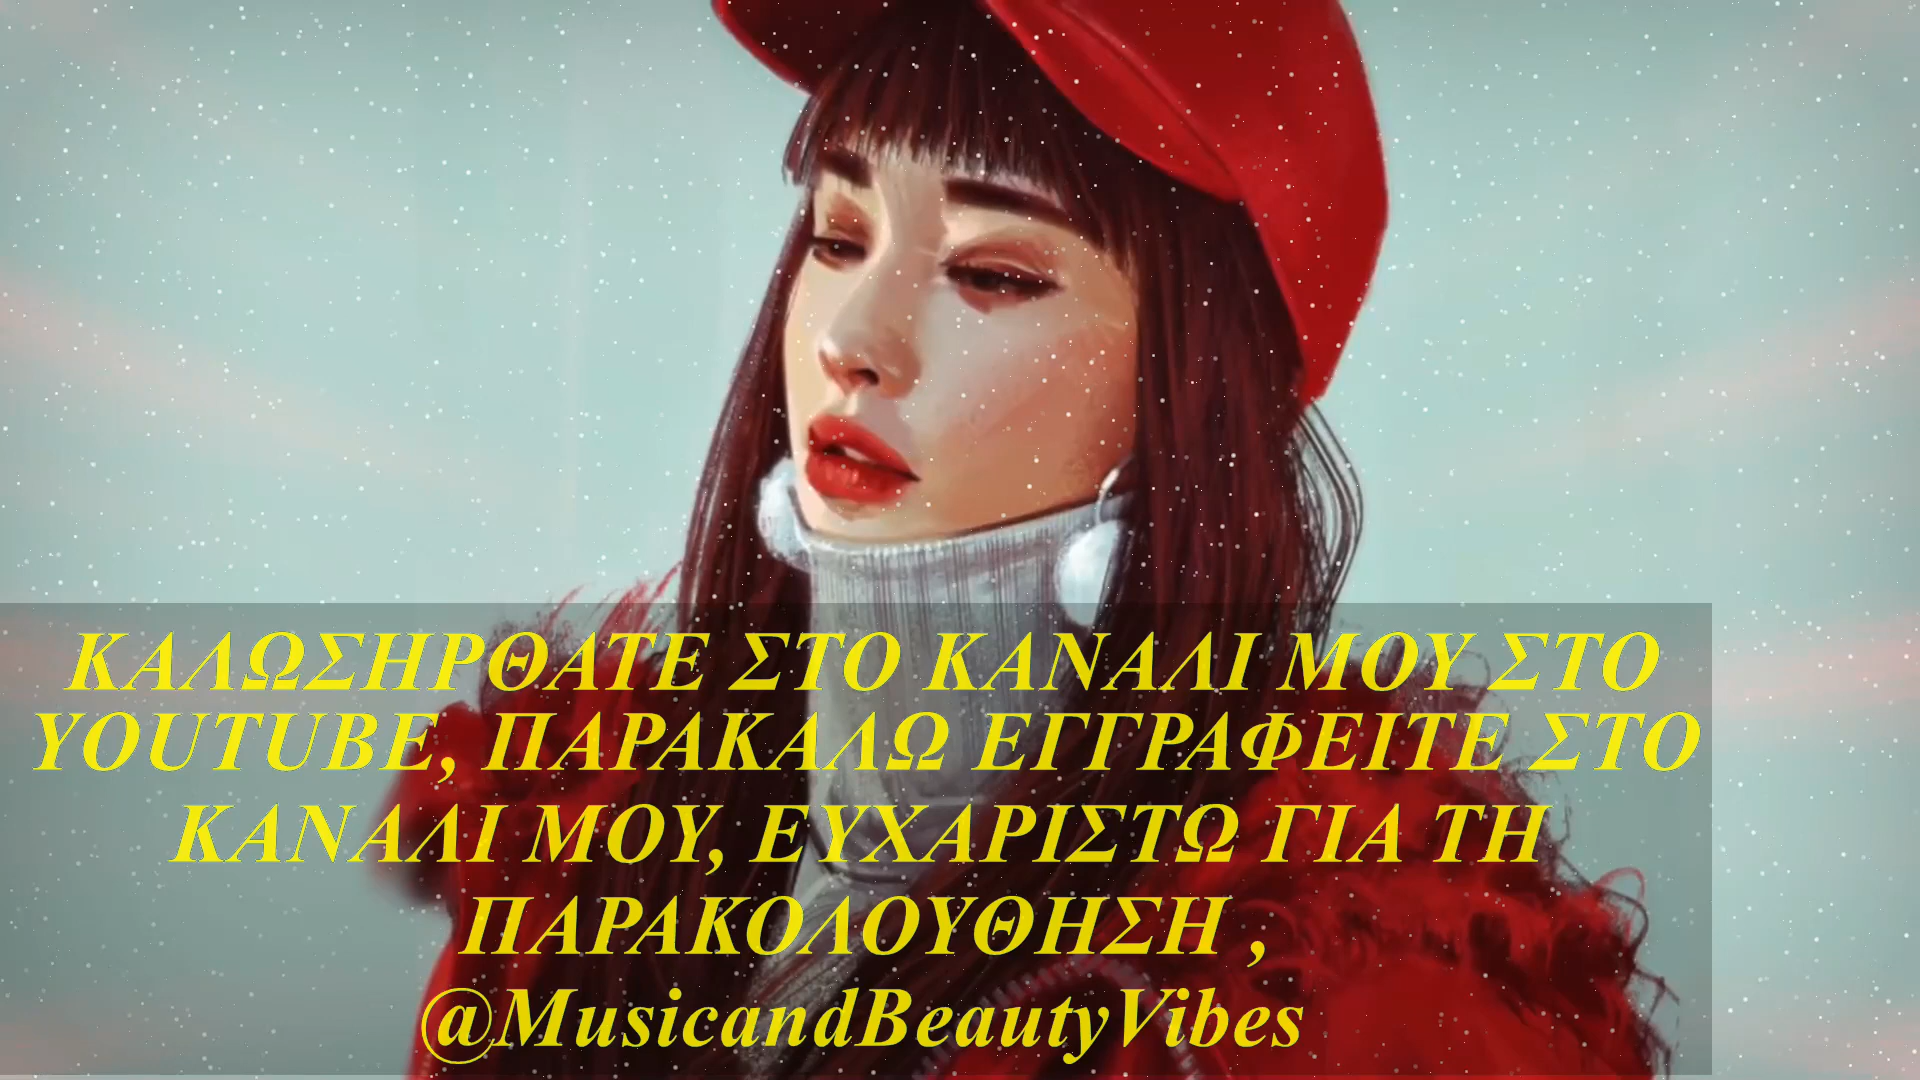 ΚΑΛΩΣΗΡΘΑΤΕ ΣΤΟ ΚΑΝΑΛΙ ΜΟΥ ΣΤΟ
YOUTUBE, ΠΑΡΑΚΑΛΩ ΕΓΓΡΑΦΕΙΤΕ ΣΤΟ
ΚΑΝΑΛΙ ΜΟΥ, ΕΥΧΑΡΙΣΤΩ ΓΙΑ ΤΗ
ΠΑΡΑΚΟΛΟΥΘΗΣΗ ,
@MusicandBeautyVibes